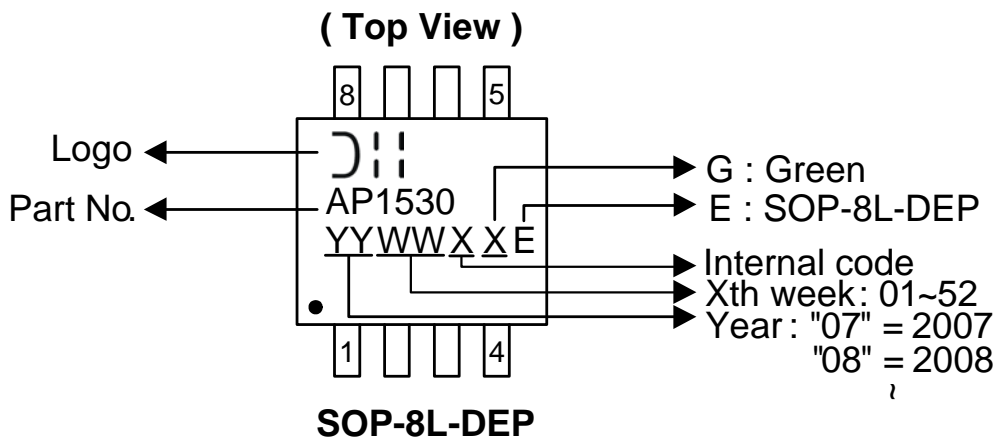 ( Top View )
8 5
Logo
AP1530
Part No.
YYWWXXE
G : Green
E : SOP-8L-DEP
Internal code
Xth week : 01~52
Year : "07" = 2007
"08" = 2008
~
1 4
SOP-8L-DEP